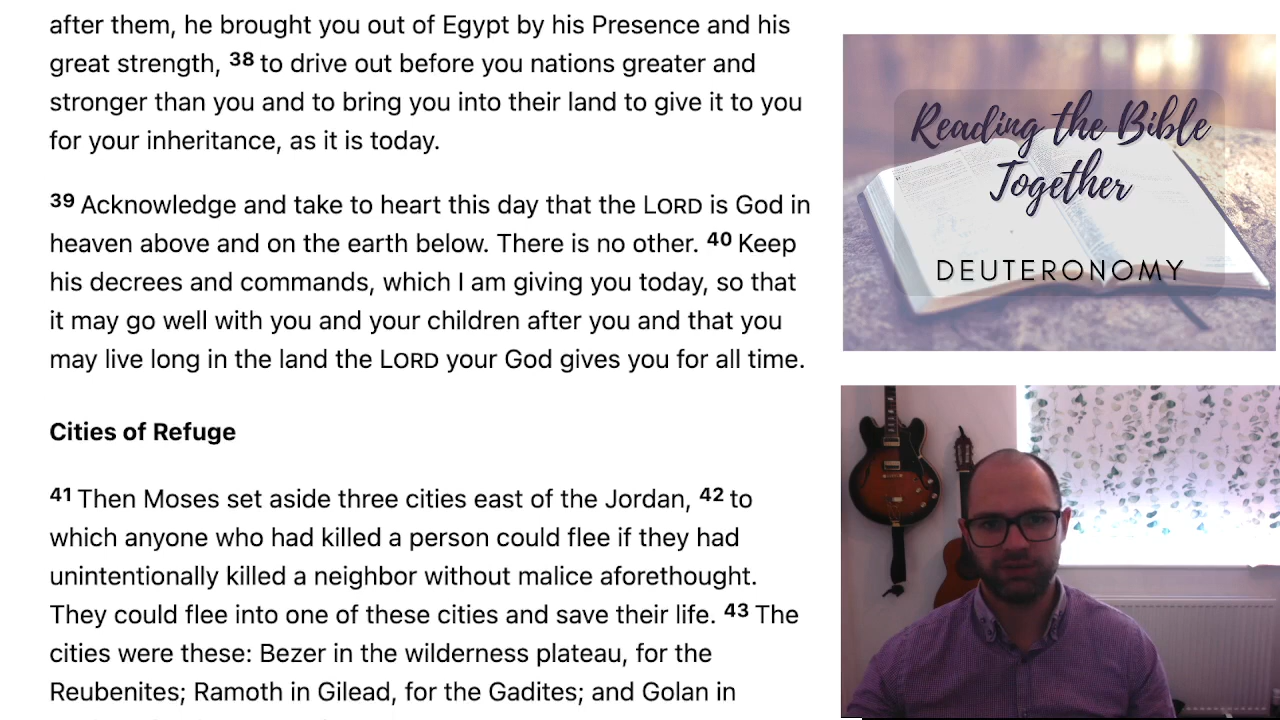 after them, he brought you out of Egypt by his Presence and his
great strength, 38 to drive out before you nations greater and
stronger than you and to bring you into their land to give it to you
for your inheritance, as it is today.
39 Acknowledge and take to heart this day that the LORD is God in
heaven above and on the earth below. There is no other. 40 Keep
his decrees and commands, which I am giving you today, so that
it may go well with you and your children after you and that you
may live long in the land the LORD your God gives you for all time.
Cities of Refuge
41 Then Moses set aside three cities east of the Jordan, 42 to
which anyone who had killed a person could flee if they had
unintentionally killed a neighbor without malice aforethought.
They could flee into one of these cities and save their life. 43 The
cities were these: Bezer in the wilderness plateau, for the
Reubenites; Ramoth in Gilead, for the Gadites; and Golan in
Reading the Bible
Together
DEUTERONOMY